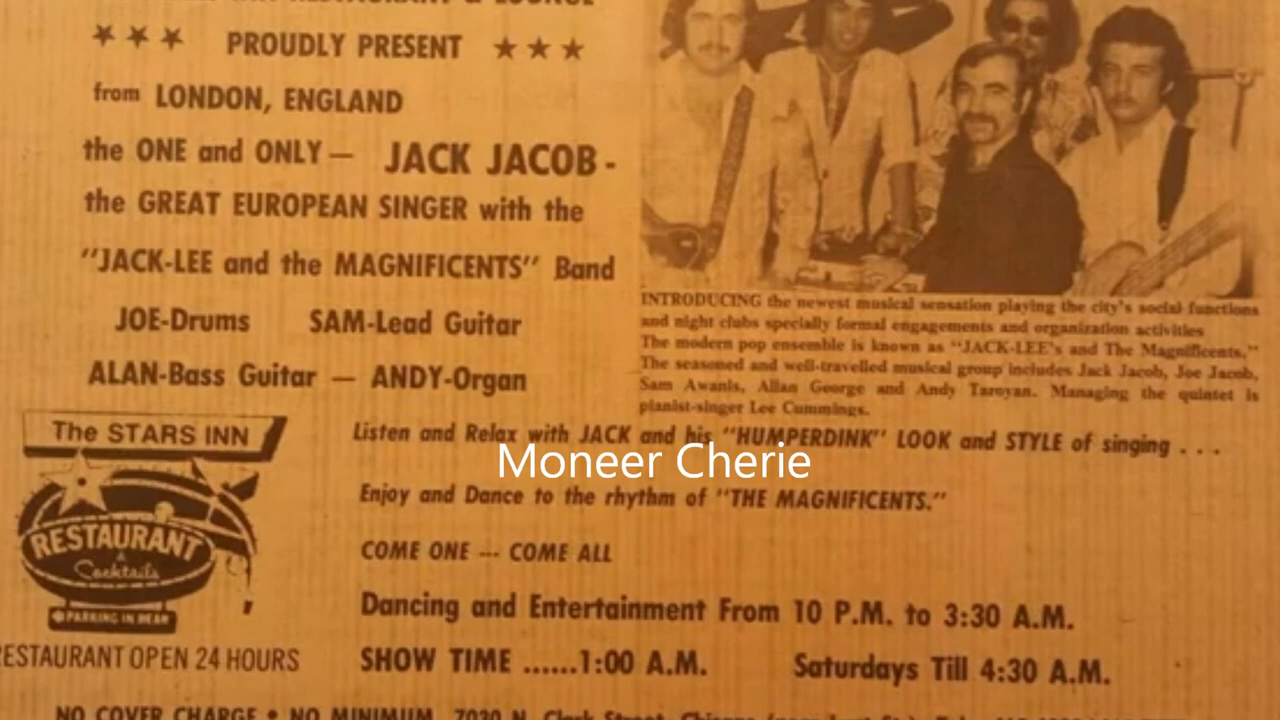 RESTAURANT & LOUNGE
★ ★ ★ PROUDLY PRESENT ★ ★ ★
from LONDON, ENGLAND
the ONE and ONLY — JACK JACOB -
the GREAT EUROPEAN SINGER with the
"JACK-LEE and the MAGNIFICENTS" Band
JOE-Drums SAM-Lead Guitar
ALAN-Bass Guitar — ANDY-Organ
INTRODUCING the newest musical sensation playing the city's social functions
and night clubs specially formal engagements and organization activities
The modern pop ensemble is known as "JACK-LEE's and The Magnificents,"
The seasoned and well-travelled musical group includes Jack Jacob, Joe Jacob,
Sam Awanis, Allan George and Andy Taroyan. Managing the quintet is
pianist-singer Lee Cummings.
The STARS INN
RESTAURANT
&
Cocktails
PARKING IN REAR
RESTAURANT OPEN 24 HOURS
Listen and Relax with JACK and his "HUMPERDINK" LOOK and STYLE of singing . . .
Moneer Cherie
Enjoy and Dance to the rhythm of "THE MAGNIFICENTS."
COME ONE --- COME ALL
Dancing and Entertainment From 10 P.M. to 3:30 A.M.
SHOW TIME ......1:00 A.M. Saturdays Till 4:30 A.M.
NO COVER CHARGE • NO MINIMUM 7020 N. Clark Street, Chicago